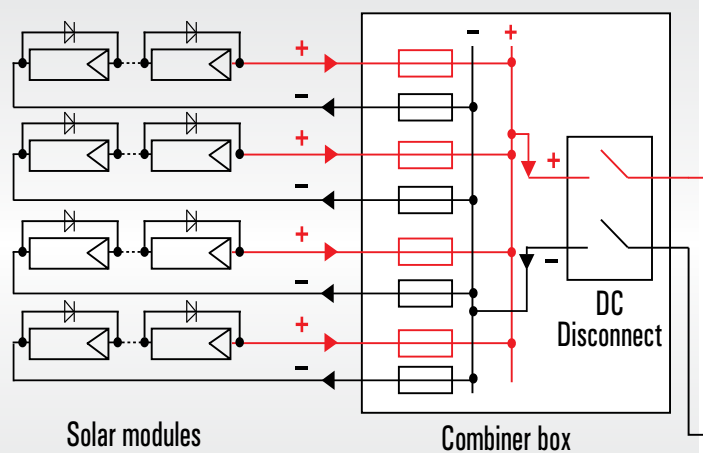 - +
+
-
+
-
+
-
+
-
+
-
DC
Disconnect
Solar modules
Combiner box